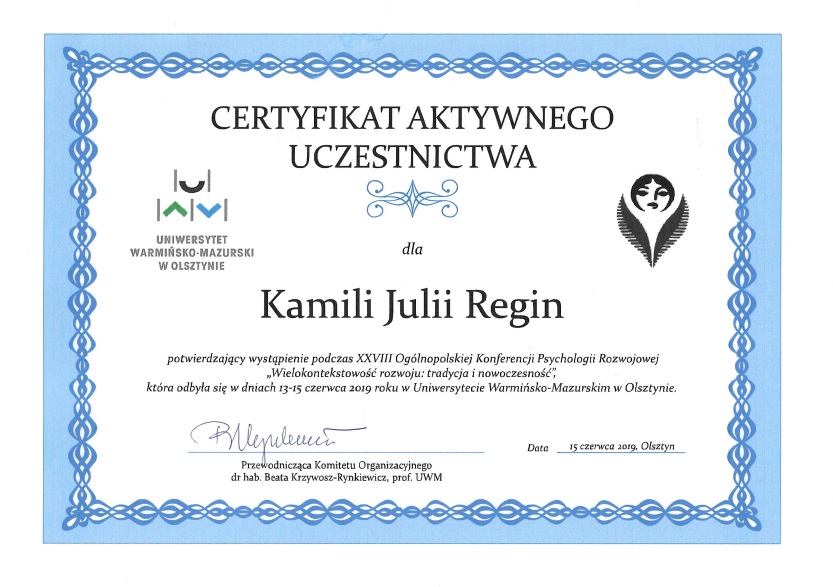 CERTYFIKAT AKTYWNEGO
UCZESTNICTWA
UNIWERSYTET
WARMIŃSKO-MAZURSKI
W OLSZTYNIE
dla
Kamili Julii Regin
potwierdzający wystąpienie podczas XXVIII Ogólnopolskiej Konferencji Psychologii Rozwojowej
„Wielokontekstowość rozwoju: tradycja i nowoczesność”,
która odbyła się w dniach 13-15 czerwca 2019 roku w Uniwersytecie Warmińsko-Mazurskim w Olsztynie.
Data 15 czerwca 2019, Olsztyn
Przewodnicząca Komitetu Organizacyjnego
dr hab. Beata Krzywosz-Rynkiewicz, prof. UWM